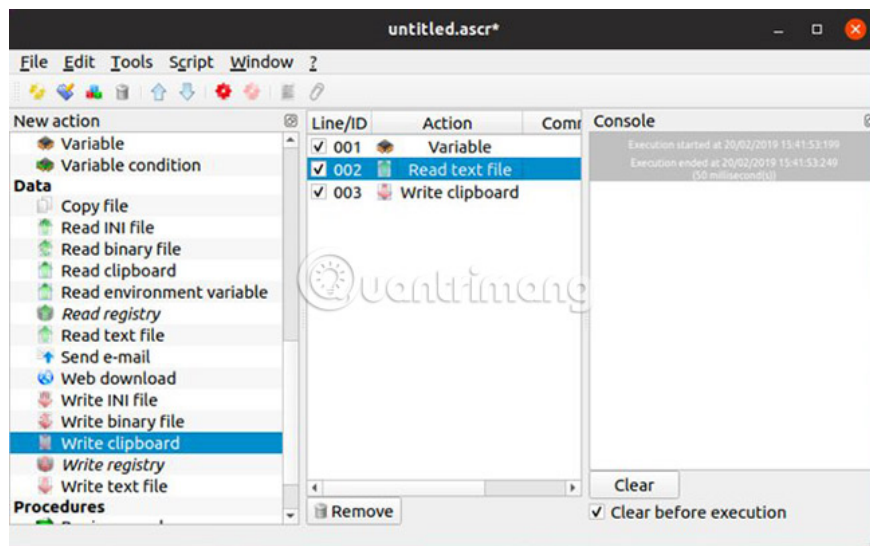 untitled.ascr*
File Edit Tools Script Window ?
New action
Variable
Variable condition
Data
Copy file
Read INI file
Read binary file
Read clipboard
Read environment variable
Read registry
Read text file
Send e-mail
Web download
Write INI file
Write binary file
Write clipboard
Write registry
Write text file
Procedures
Line/ID Action Comr
001 Variable
002 Read text file
003 Write clipboard
Remove
Console
Execution started at 20/02/2019 15:41:53:199
Execution ended at 20/02/2019 15:41:53:249
(50 millisecond(s))
Clear
Clear before execution
Quantrimang